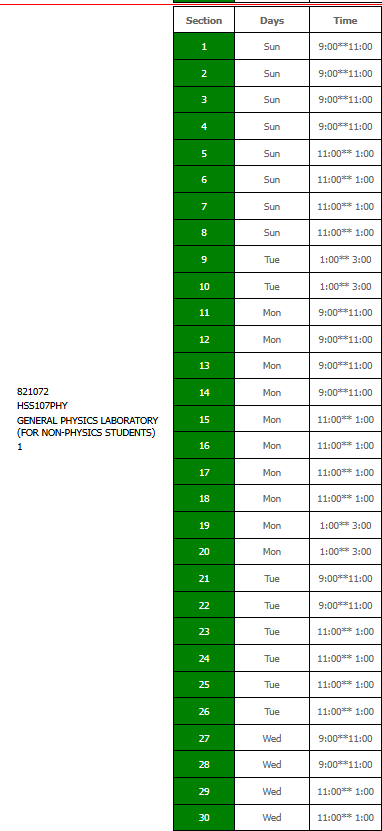 Section Days Time
1 Sun 9:00**11:00
2 Sun 9:00**11:00
3 Sun 9:00**11:00
4 Sun 9:00**11:00
5 Sun 11:00** 1:00
6 Sun 11:00** 1:00
7 Sun 11:00** 1:00
8 Sun 11:00** 1:00
9 Tue 1:00** 3:00
10 Tue 1:00** 3:00
11 Mon 9:00**11:00
12 Mon 9:00**11:00
13 Mon 9:00**11:00
821072
14 Mon 9:00**11:00
HSS107PHY
GENERAL PHYSICS LABORATORY
15 Mon 11:00** 1:00
(FOR NON-PHYSICS STUDENTS)
1
16 Mon 11:00** 1:00
17 Mon 11:00** 1:00
18 Mon 11:00** 1:00
19 Mon 1:00** 3:00
20 Mon 1:00** 3:00
21 Tue 9:00**11:00
22 Tue 9:00**11:00
23 Tue 11:00** 1:00
24 Tue 11:00** 1:00
25 Tue 11:00** 1:00
26 Tue 11:00** 1:00
27 Wed 9:00**11:00
28 Wed 9:00**11:00
29 Wed 11:00** 1:00
30 Wed 11:00** 1:00